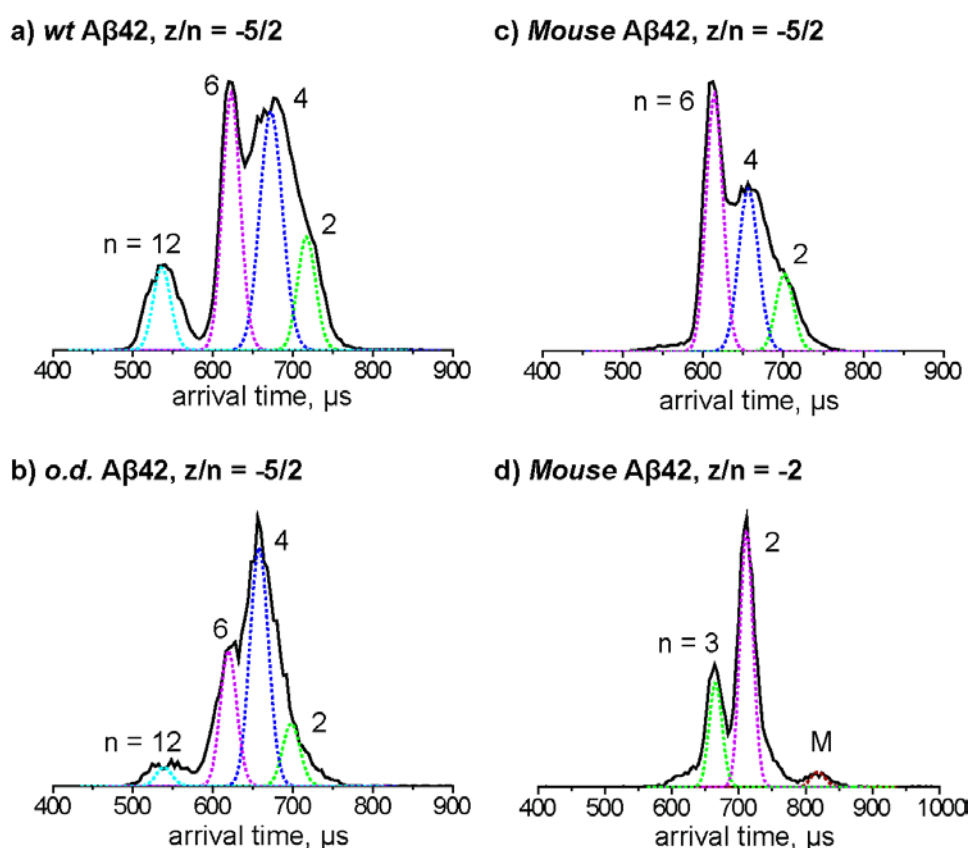 a) wt Aβ42, z/n = -5/2
6
4
2
n = 12
400 500 600 700 800 900
arrival time, µs
c) Mouse Aβ42, z/n = -5/2
n = 6
4
2
400 500 600 700 800 900
arrival time, µs
b) o.d. Aβ42, z/n = -5/2
4
6
2
n = 12
400 500 600 700 800 900
arrival time, µs
d) Mouse Aβ42, z/n = -2
2
n = 3
M
400 500 600 700 800 900 1000
arrival time, µs